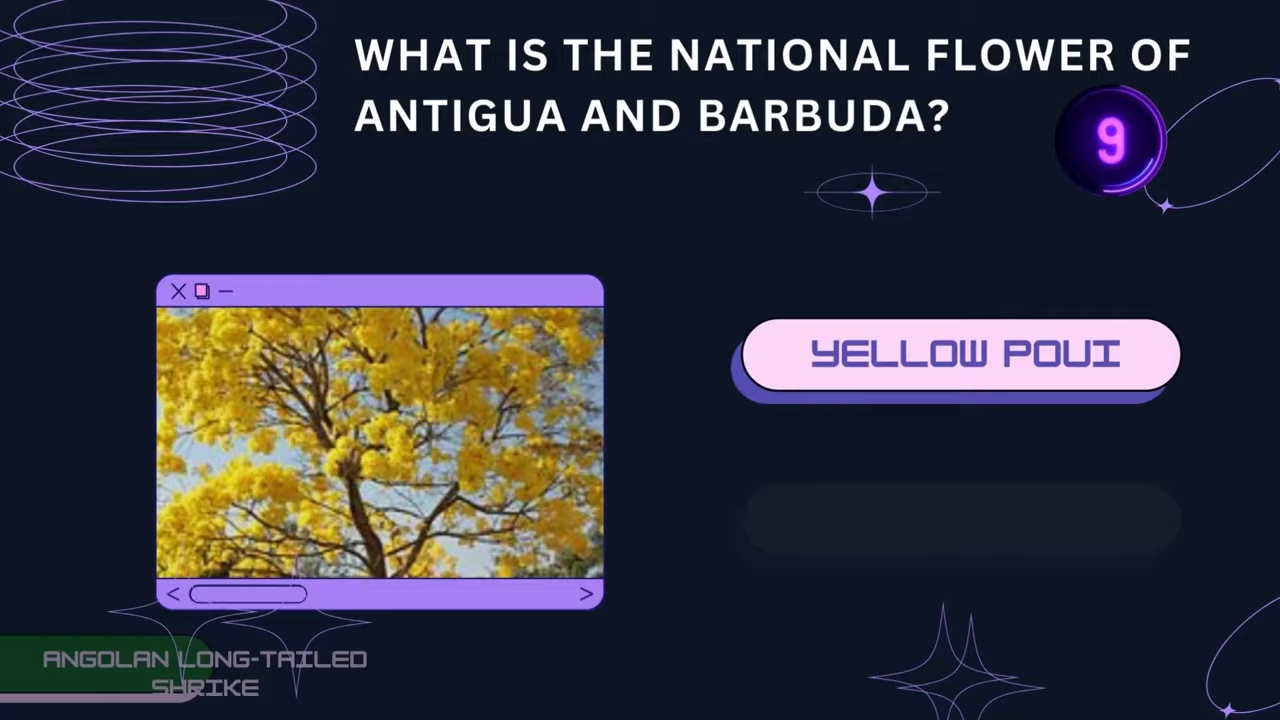 WHAT IS THE NATIONAL FLOWER OF
ANTIGUA AND BARBUDA?
9
YELLOW POUI
ANGOLAN LONG-TAILED
SHRIKE